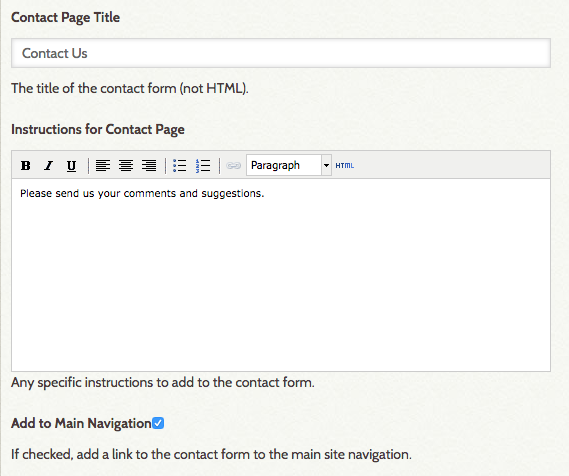 Contact Page Title
Contact Us
The title of the contact form (not HTML).
Instructions for Contact Page
B I U Paragraph HTML
Please send us your comments and suggestions.
Any specific instructions to add to the contact form.
Add to Main Navigation
If checked, add a link to the contact form to the main site navigation.